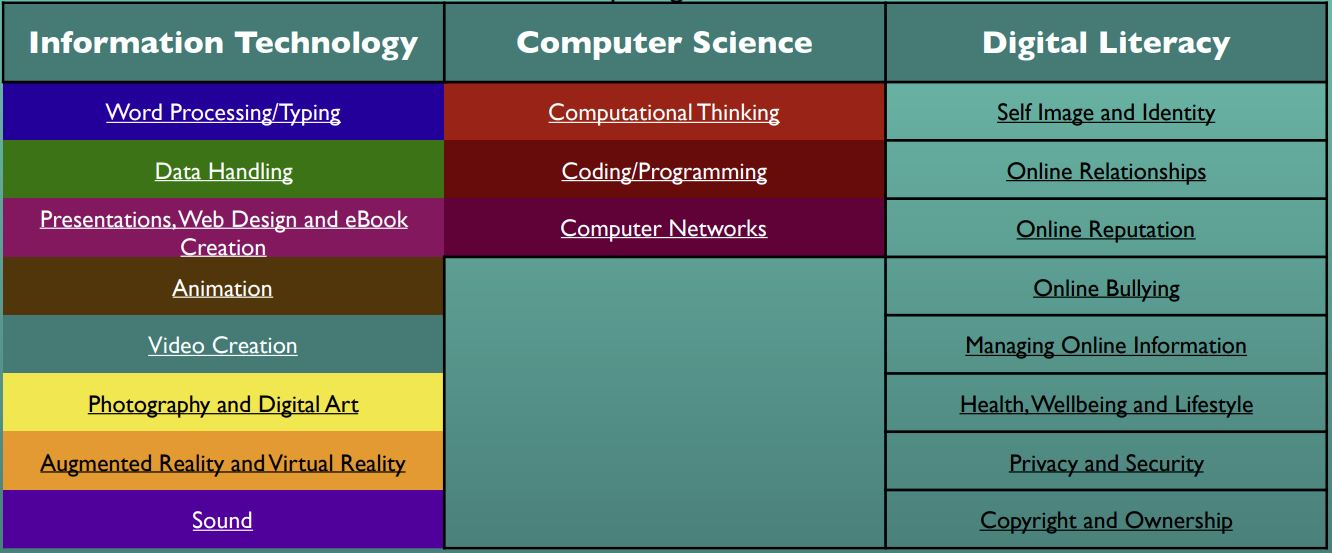 Information Technology
Computer Science
Digital Literacy
Word Processing/Typing
Computational Thinking
Self Image and Identity
Data Handling
Coding/Programming
Online Relationships
Presentations, Web Design and eBook
Creation
Computer Networks
Online Reputation
Animation
Online Bullying
Video Creation
Managing Online Information
Photography and Digital Art
Health, Wellbeing and Lifestyle
Augmented Reality and Virtual Reality
Privacy and Security
Sound
Copyright and Ownership